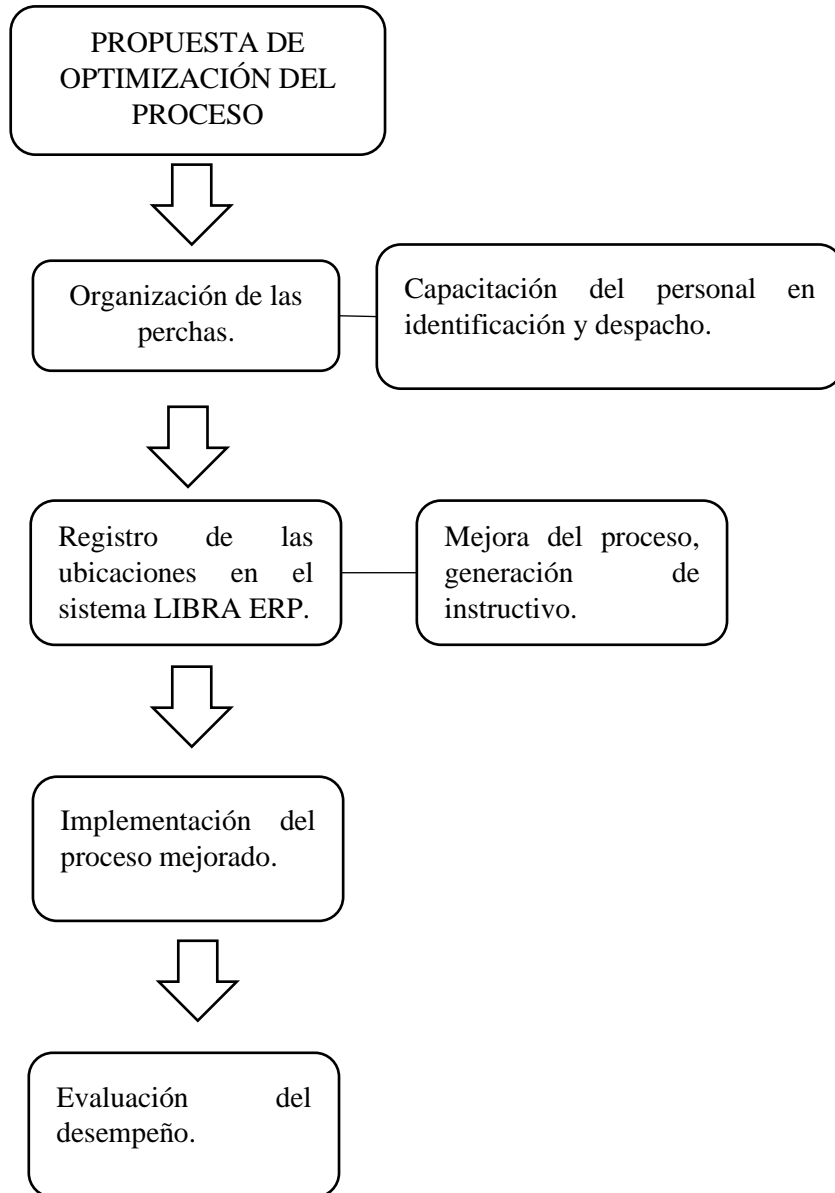 PROPUESTA DE
OPTIMIZACIÓN DEL
PROCESO
Organización de las
perchas.
Capacitación del personal en
identificación y despacho.
Registro de las
ubicaciones en el
sistema LIBRA ERP.
Mejora del proceso,
generación de
instructivo.
Implementación del
proceso mejorado.
Evaluación del
desempeño.